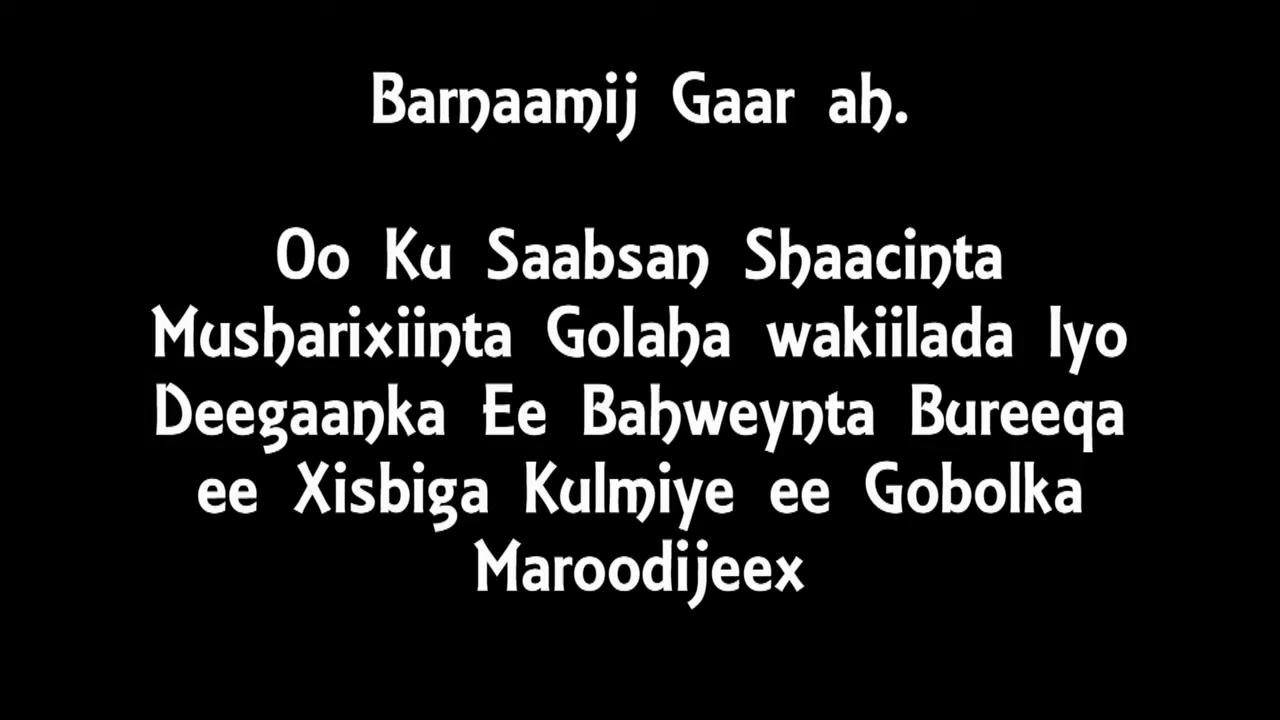 Barnaamij Gaar ah.
Oo Ku Saabsan Shaacinta
Musharixiinta Golaha wakiilada Iyo
Deegaanka Ee Bahweynta Bureeqa
ee Xisbiga Kulmiye ee Gobolka
Maroodijeex